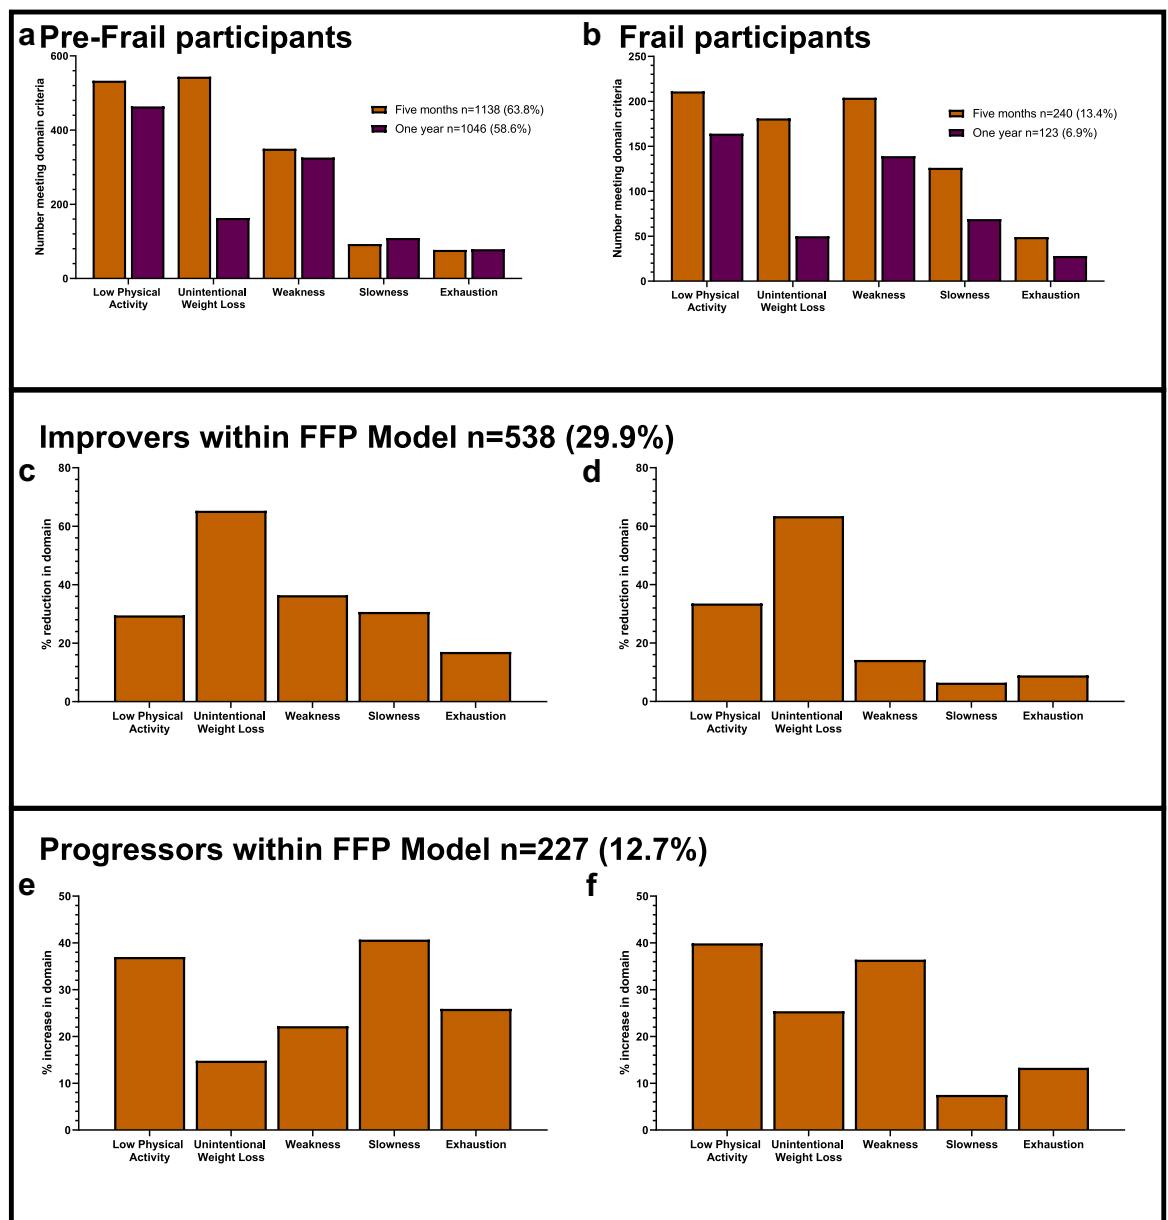 a Pre-Frail participants
600
400
200
0
Number meeting domain criteria
Five months n=1138 (63.8%)
One year n=1046 (58.6%)
Low Physical
Activity
Unintentional
Weight Loss
Weakness
Slowness
Exhaustion
b Frail participants
250
200
150
100
50
0
Number meeting domain criteria
Five months n=240 (13.4%)
One year n=123 (6.9%)
Low Physical
Activity
Unintentional
Weight Loss
Weakness
Slowness
Exhaustion
Improvers within FFP Model n=538 (29.9%)
c
80
60
40
20
0
% reduction in domain
Low Physical
Activity
Unintentional
Weight Loss
Weakness
Slowness
Exhaustion
d
80
60
40
20
0
% reduction in domain
Low Physical
Activity
Unintentional
Weight Loss
Weakness
Slowness
Exhaustion
Progressors within FFP Model n=227 (12.7%)
e
50
40
30
20
10
0
% increase in domain
Low Physical
Activity
Unintentional
Weight Loss
Weakness
Slowness
Exhaustion
f
50
40
30
20
10
0
% increase in domain
Low Physical
Activity
Unintentional
Weight Loss
Weakness
Slowness
Exhaustion